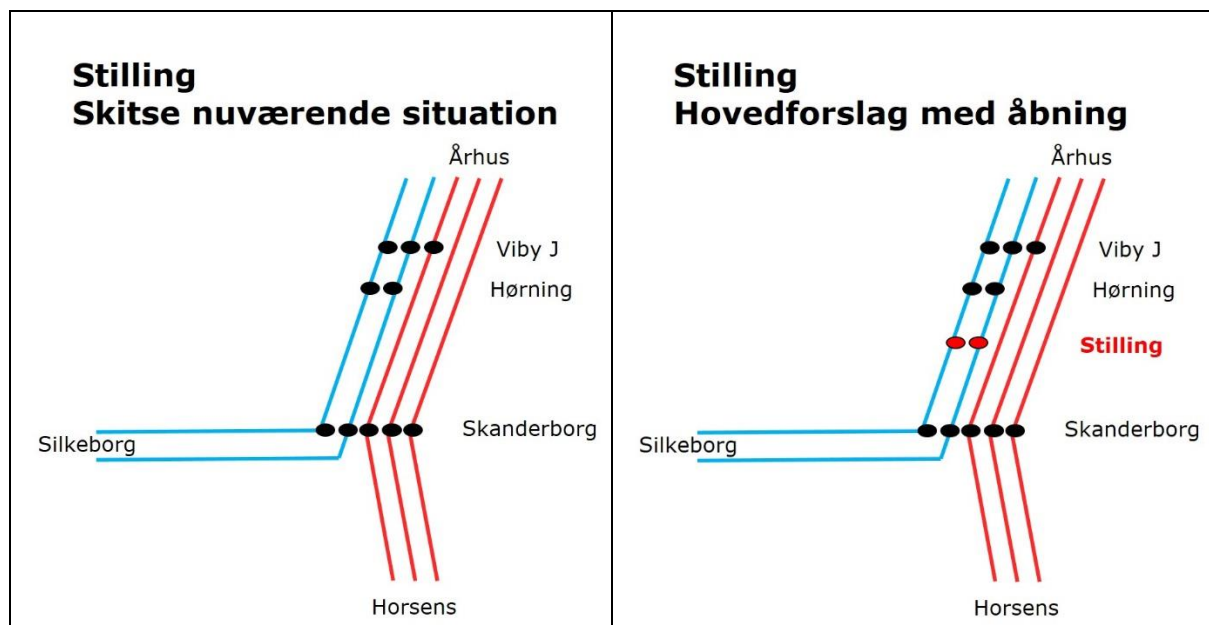 Stilling
Skitse nuværende situation
Århus
Viby J
Hørning
Skanderborg
Silkeborg
Horsens
Stilling
Hovedforslag med åbning
Århus
Viby J
Hørning
Stilling
Skanderborg
Silkeborg
Horsens